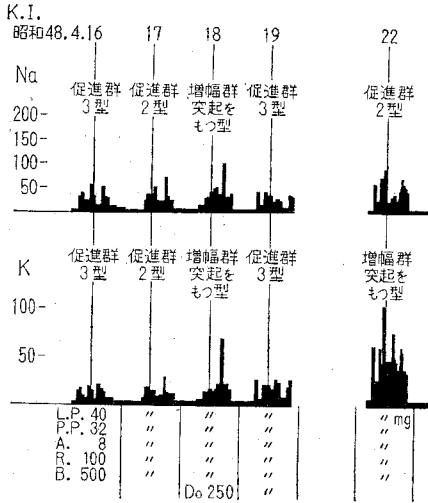 K.I.
昭和48.4.16 17 18 19 22
Na
促進群 促進群 増幅群 促進群 促進群
3型 2型 突起を 3型 2型
もつ型
200-
150-
100-
50-
K
促進群 促進群 増幅群 促進群 増幅群
3型 2型 突起を 3型 突起を
もつ型 もつ型
100-
50-
L.P. 40 〃 〃 〃 〃 mg
P.P. 32 〃 〃 〃 〃
A. 8 〃 〃 〃 〃
R. 100 〃 〃 〃 〃
B. 500 〃 〃 〃 〃
Do 250 〃